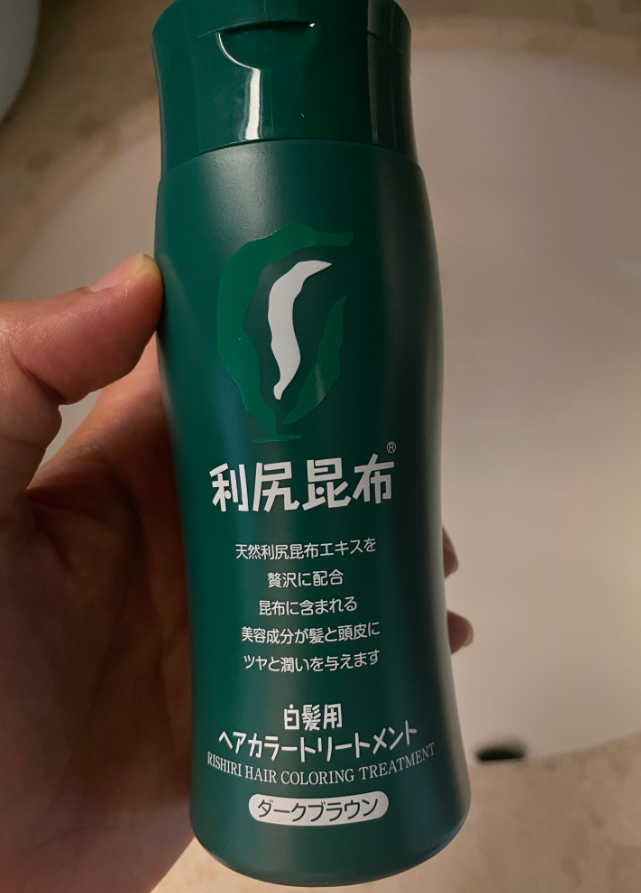 利尻昆布®
天然利尻昆布エキスを
贅沢に配合
昆布に含まれる
美容成分が髪と頭皮に
ツヤと潤いを与えます
白髪用
ヘアカラートリートメント
RISHIRI HAIR COLORING TREATMENT
ダークブラウン